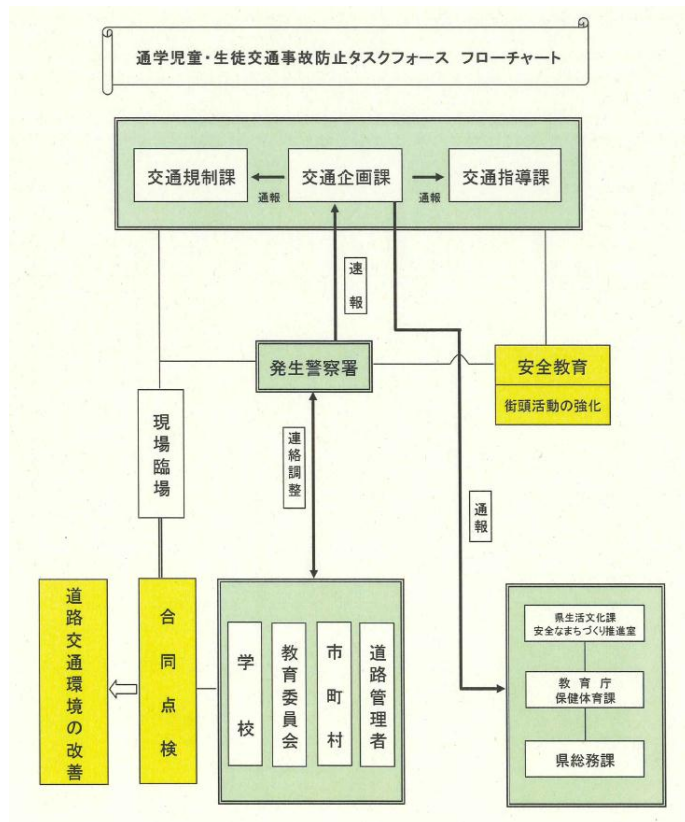 通学児童・生徒交通事故防止タスクフォース フローチャート
交通規制課
通報
交通企画課
通報
交通指導課
速報
発生警察署
安全教育
街頭活動の強化
現場臨場
連絡調整
通報
道路交通環境の改善
合同点検
学校
教育委員会
市町村
道路管理者
県生活文化課
安全なまちづくり推進室
教育庁
保健体育課
県総務課